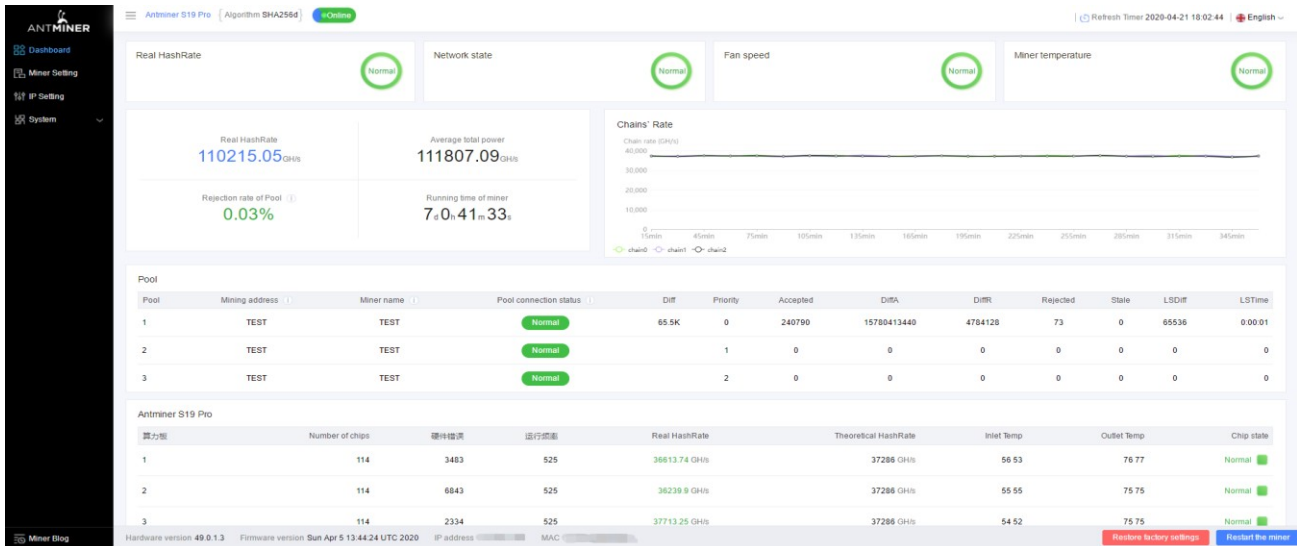 ANTMINER
Antminer S19 Pro { Algorithm SHA256d } Online
Refresh Timer 2020-04-21 18:02:44 English
Dashboard
Miner Setting
IP Setting
System
Real HashRate Normal
Network state Normal
Fan speed Normal
Miner temperature Normal
Real HashRate
110215.05GH/s
Average total power
111807.09GH/s
Rejection rate of Pool
0.03%
Running time of miner
7d0h41m33s
Chains' Rate
Chain rate (GH/s)
40,000
30,000
20,000
10,000
0
15min 45min 75min 105min 135min 165min 195min 225min 255min 285min 315min 345min
chain0 chain1 chain2
Pool
Pool Mining address Miner name Pool connection status Diff Priority Accepted DiffA DiffR Rejected Stale LSDiff LSTime
1 TEST TEST Normal 65.5K 0 240790 15780413440 4784128 73 0 65536 0:00:01
2 TEST TEST Normal 1 0 0 0 0 0 0 0
3 TEST TEST Normal 2 0 0 0 0 0 0 0
Antminer S19 Pro
算力板 Number of chips 硬件错误 运行频率 Real HashRate Theoretical HashRate Inlet Temp Outlet Temp Chip state
1 114 3483 525 36613.74 GH/s 37286 GH/s 56 53 76 77 Normal
2 114 6843 525 36239.9 GH/s 37286 GH/s 55 55 75 75 Normal
3 114 2334 525 37713.25 GH/s 37286 GH/s 54 52 75 75 Normal
Miner Blog
Hardware version 49.0.1.3 Firmware version Sun Apr 5 13:44:24 UTC 2020 IP address MAC
Restore factory settings Restart the miner